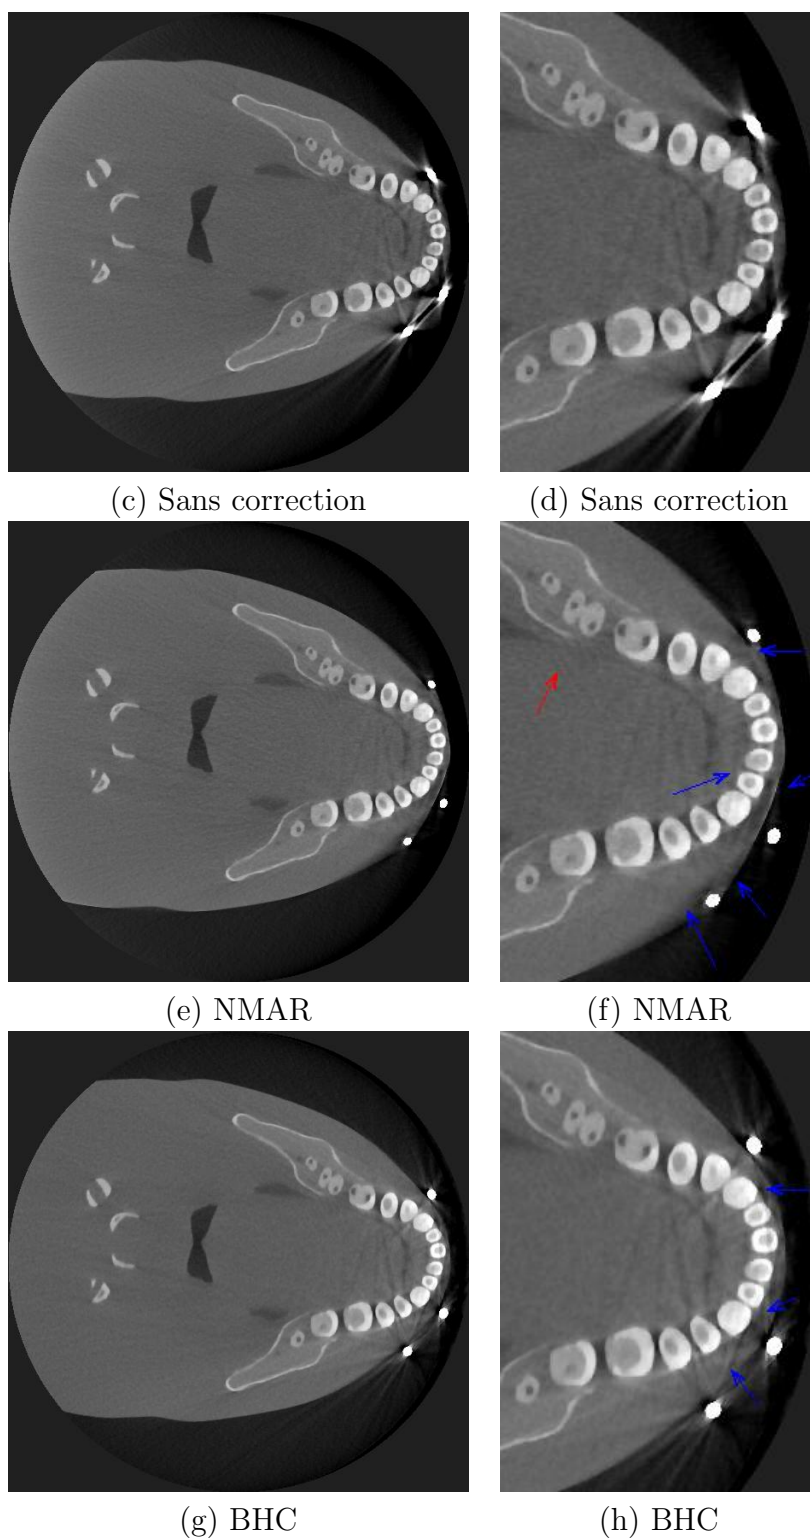 (c) Sans correction
(d) Sans correction
(e) NMAR
(f) NMAR
(g) BHC
(h) BHC